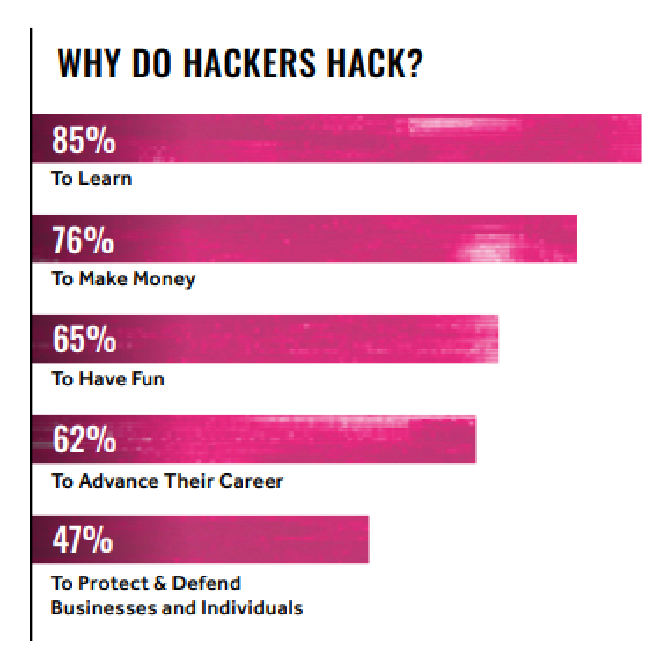 WHY DO HACKERS HACK?
85%
To Learn
76%
To Make Money
65%
To Have Fun
62%
To Advance Their Career
47%
To Protect & Defend
Businesses and Individuals